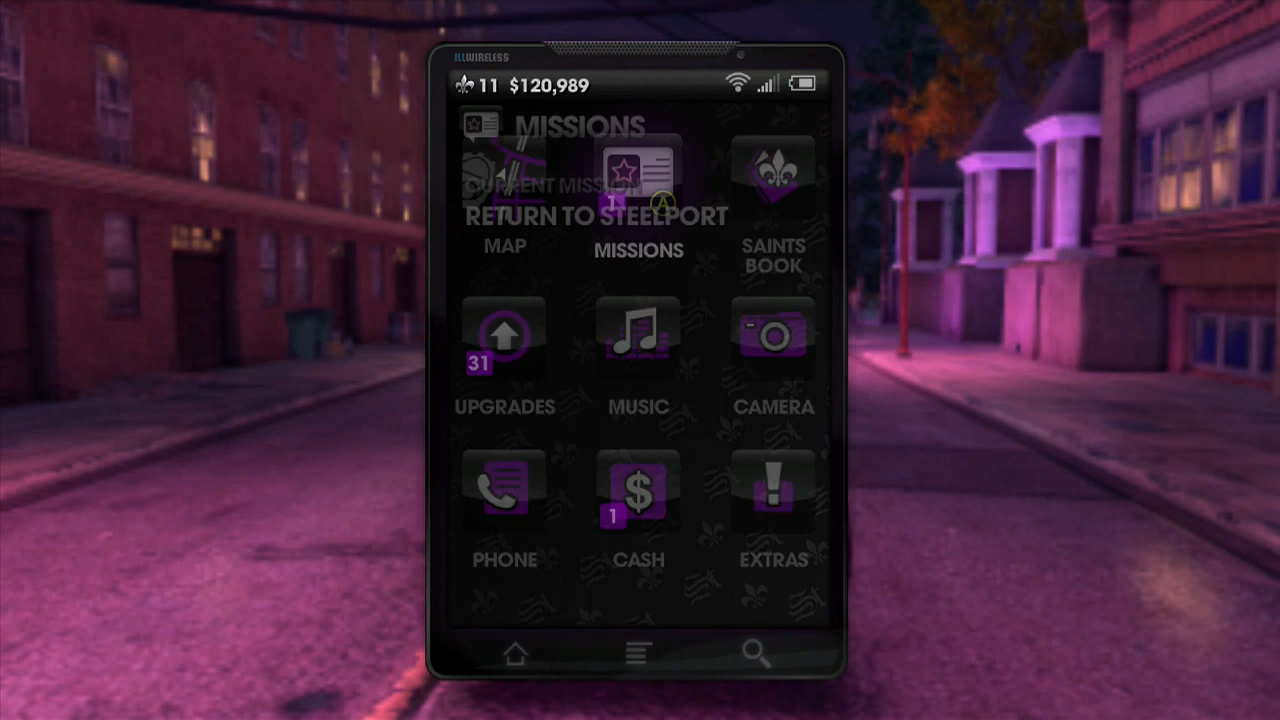 ILLWIRELESS
11 $120,989
MISSIONS
CURRENT MISSION
1 A
RETURN TO STEELPORT
MAP MISSIONS SAINTS
BOOK
31
UPGRADES MUSIC CAMERA
$
1
PHONE CASH EXTRAS